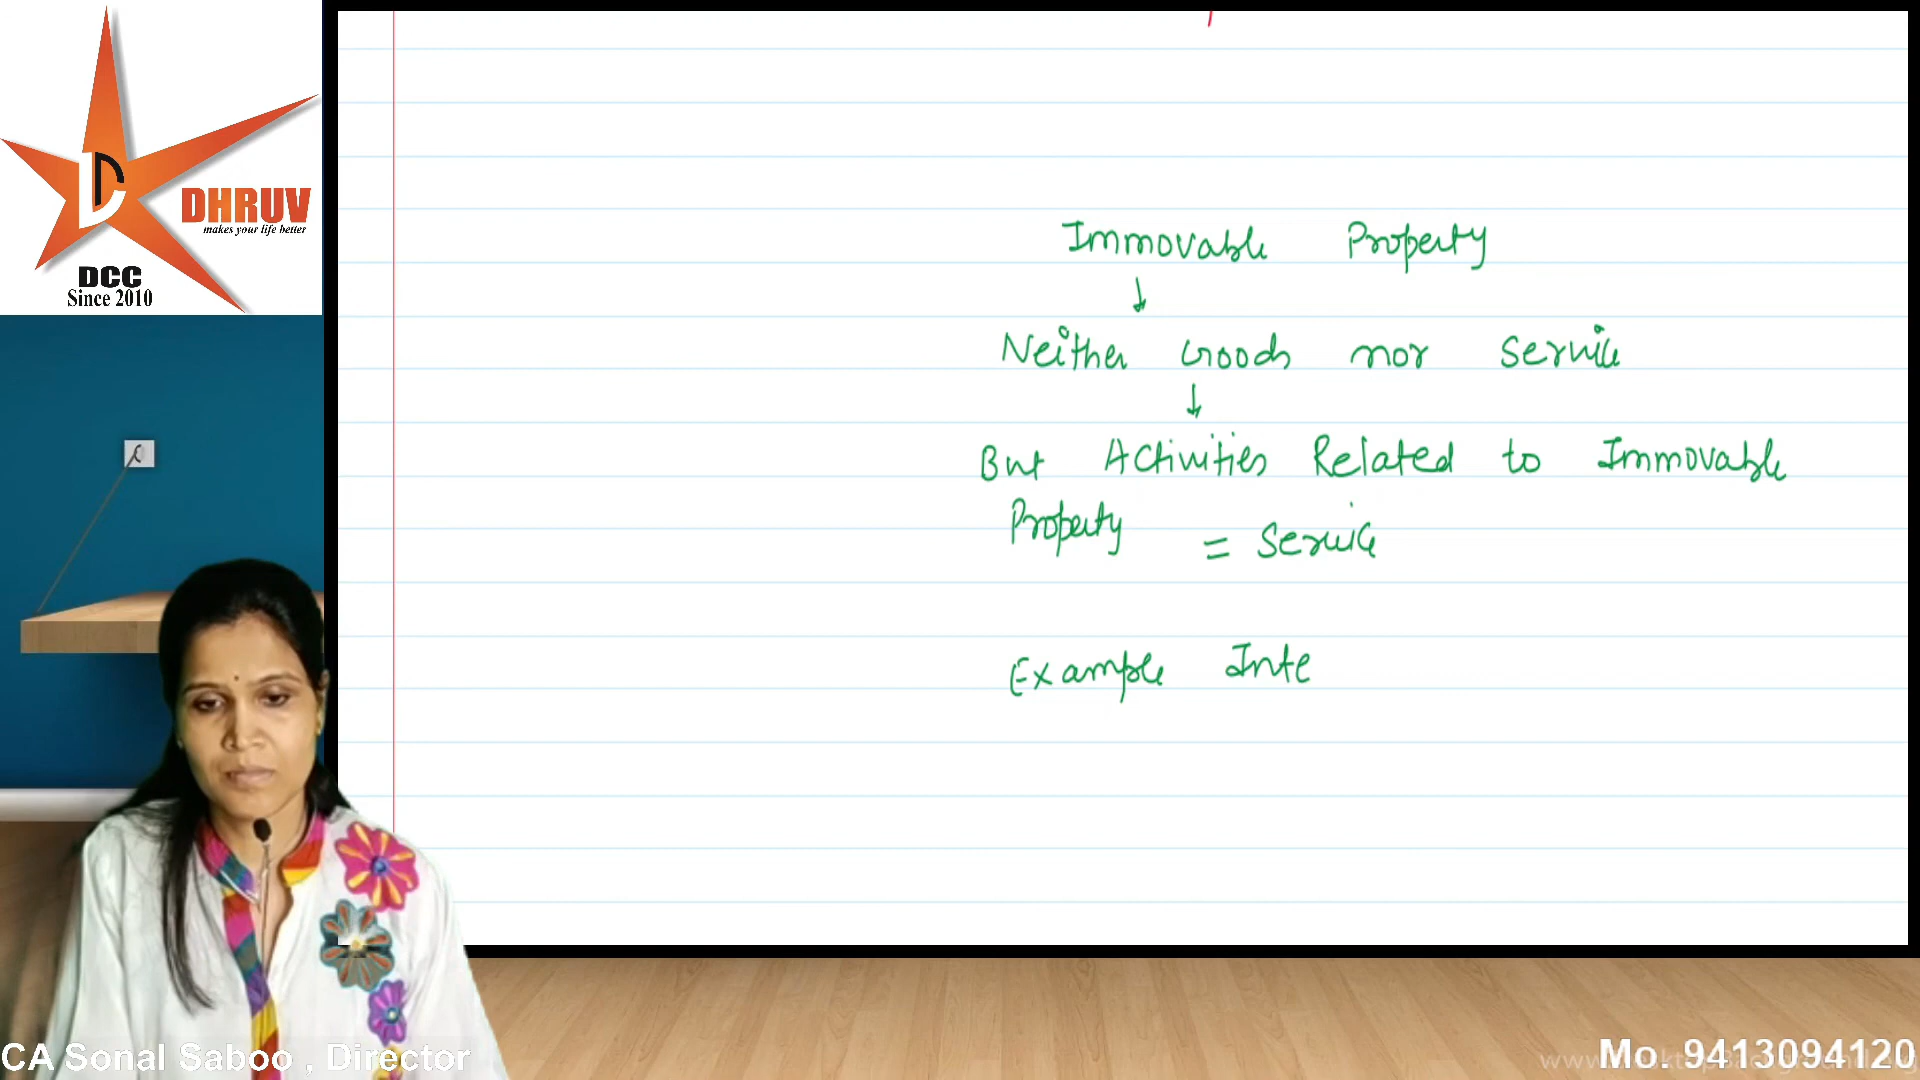 DHRUV
makes your life better
DCC
Since 2010
Immovable Property
Neither Goods nor Service
But Activities Related to Immovable
Property = Service
Example Inte
CA Sonal Saboo , Director
Mo. 9413094120